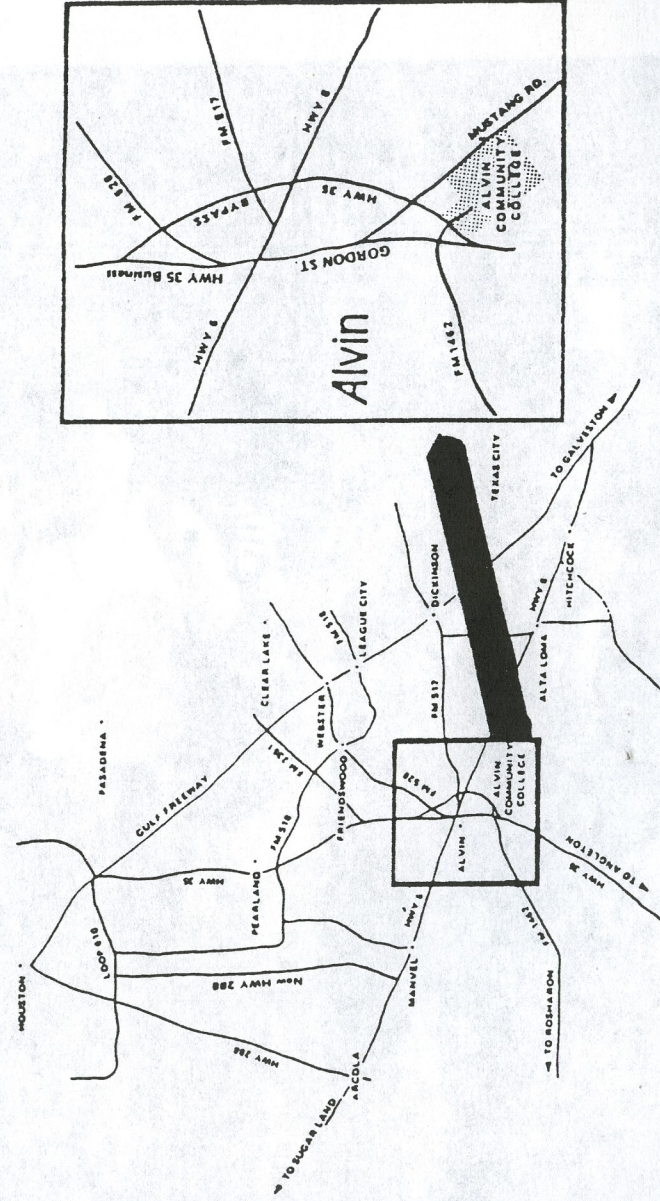 FM 528
FM 517
HWY 6
BYPASS
HWY 35
MUSTANG RD.
ALVIN
COMMUNITY
COLLEGE
HWY 35 Business
GORDON ST.
HWY 6
Alvin
FM 1462
HOUSTON
PASADENA
LOOP 610
GULF FREEWAY
CLEAR LAKE
HWY 35
PEARLAND
FM 518
FM 2351
WEBSTER
FM 518
LEAGUE CITY
FRIENDSWOOD
HWY 288
New HWY 288
DICKINSON
FM 517
FM 528
TEXAS CITY
TO GALVESTON
ARCOLA
TO SUGAR LAND
MANVEL
HWY 6
ALVIN
ALVIN
COMMUNITY
COLLEGE
ALTA LOMA
HWY 6
HITCHCOCK
FM 1462
TO ROSHARON
HWY 35
TO ANGLETON